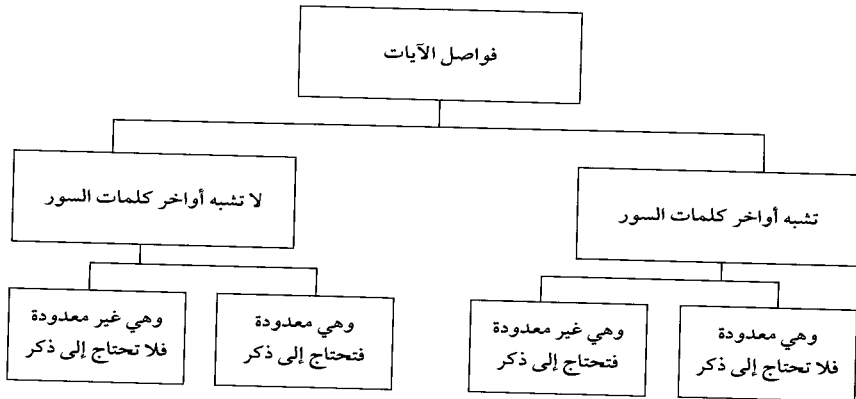 فواصل الآيات
تشبه أواخر كلمات السور
لا تشبه أواخر كلمات السور
وهي معدودة
فلا تحتاج إلى ذكر
وهي غير معدودة
فتحتاج إلى ذكر
وهي معدودة
فتحتاج إلى ذكر
وهي غير معدودة
فلا تحتاج إلى ذكر